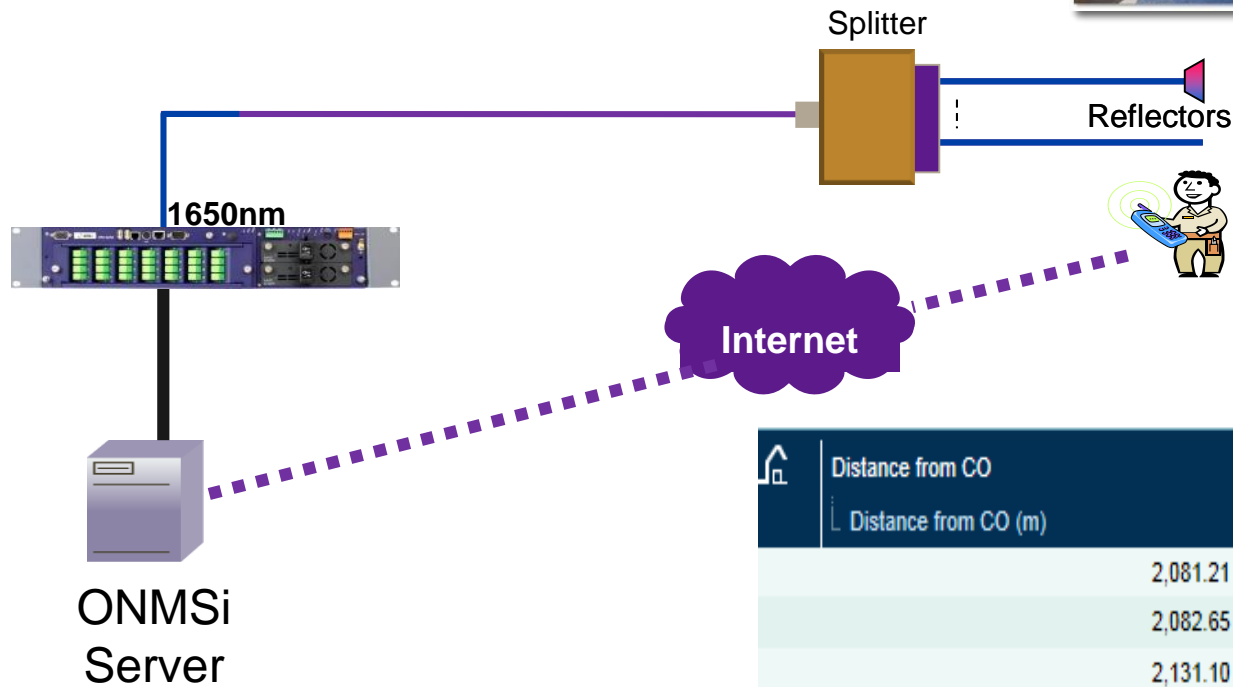 Splitter
Reflectors
1650nm
Internet
Distance from CO
Distance from CO (m)
2,081.21
2,082.65
2,131.10
ONMSi
Server